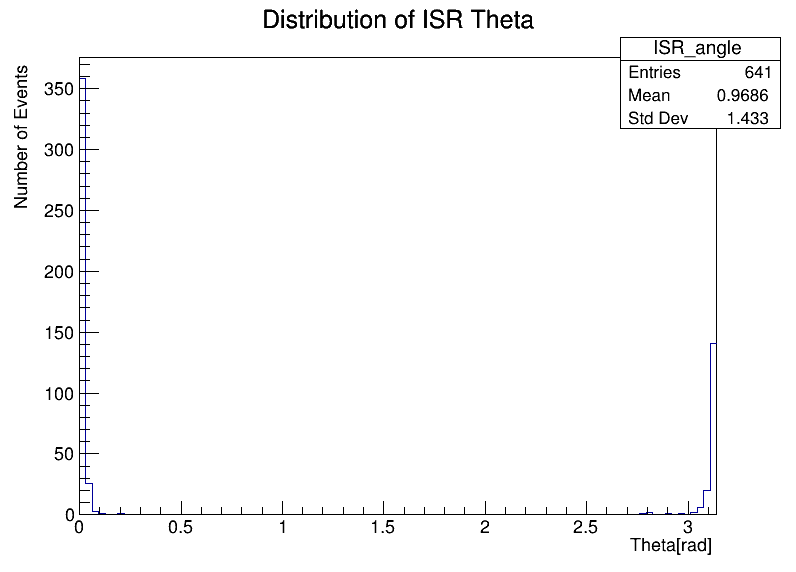 Distribution of ISR Theta
ISR_angle
Entries 641
Mean 0.9686
Std Dev 1.433
Number of Events
350
300
250
200
150
100
50
0
0 0.5 1 1.5 2 2.5 3
Theta[rad]